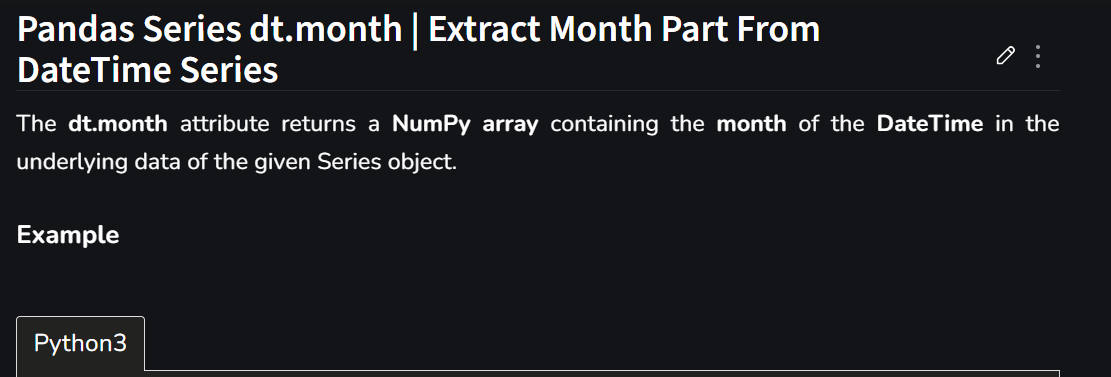 Pandas Series dt.month | Extract Month Part From
DateTime Series
The dt.month attribute returns a NumPy array containing the month of the DateTime in the
underlying data of the given Series object.
Example
Python3